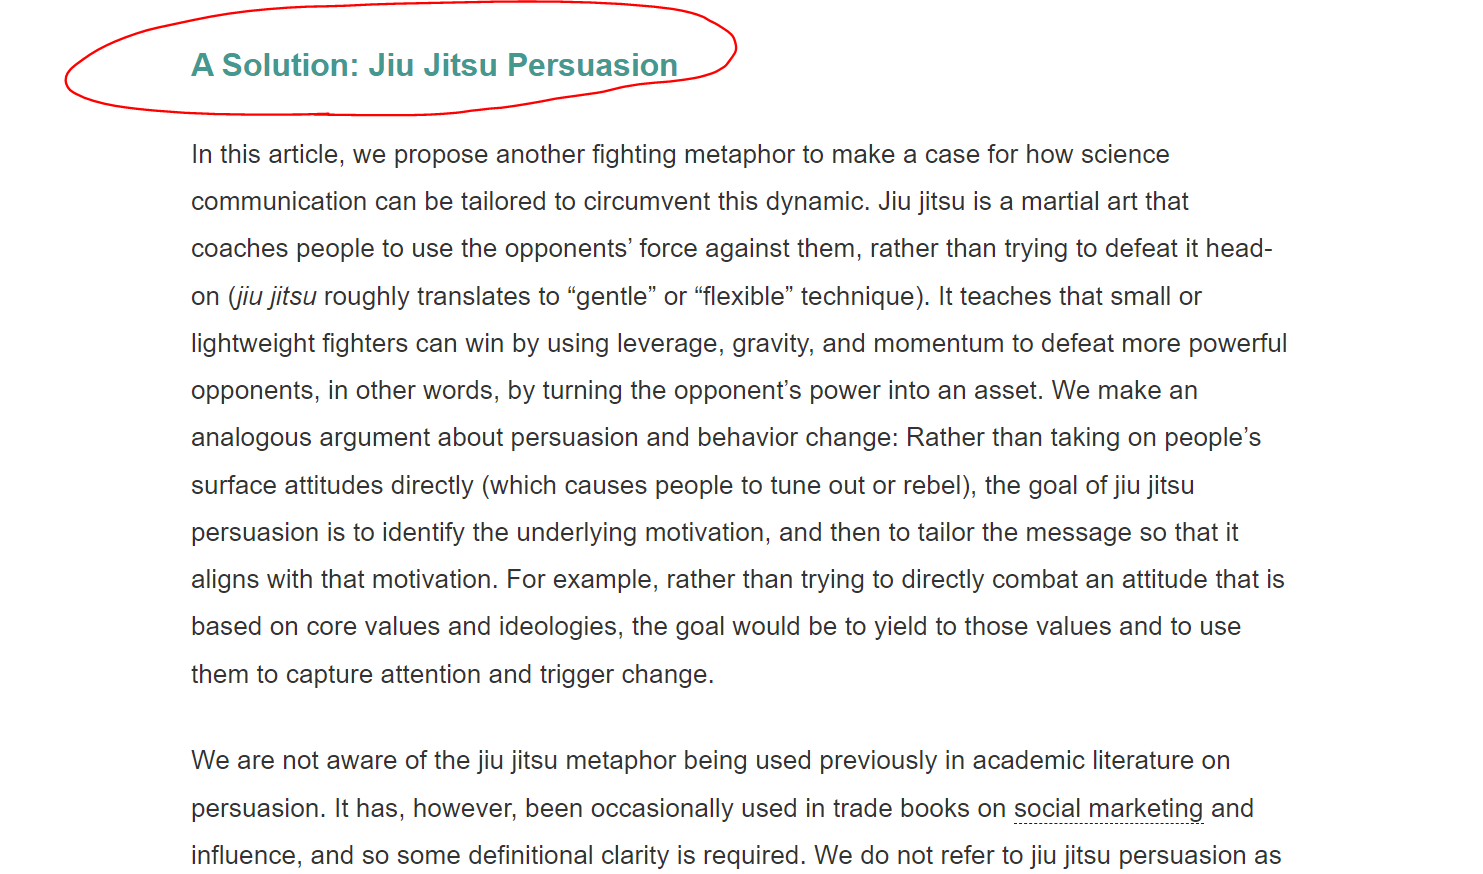 A Solution: Jiu Jitsu Persuasion
In this article, we propose another fighting metaphor to make a case for how science
communication can be tailored to circumvent this dynamic. Jiu jitsu is a martial art that
coaches people to use the opponents’ force against them, rather than trying to defeat it head-
on (jiu jitsu roughly translates to “gentle” or “flexible” technique). It teaches that small or
lightweight fighters can win by using leverage, gravity, and momentum to defeat more powerful
opponents, in other words, by turning the opponent’s power into an asset. We make an
analogous argument about persuasion and behavior change: Rather than taking on people’s
surface attitudes directly (which causes people to tune out or rebel), the goal of jiu jitsu
persuasion is to identify the underlying motivation, and then to tailor the message so that it
aligns with that motivation. For example, rather than trying to directly combat an attitude that is
based on core values and ideologies, the goal would be to yield to those values and to use
them to capture attention and trigger change.
We are not aware of the jiu jitsu metaphor being used previously in academic literature on
persuasion. It has, however, been occasionally used in trade books on social marketing and
influence, and so some definitional clarity is required. We do not refer to jiu jitsu persuasion as